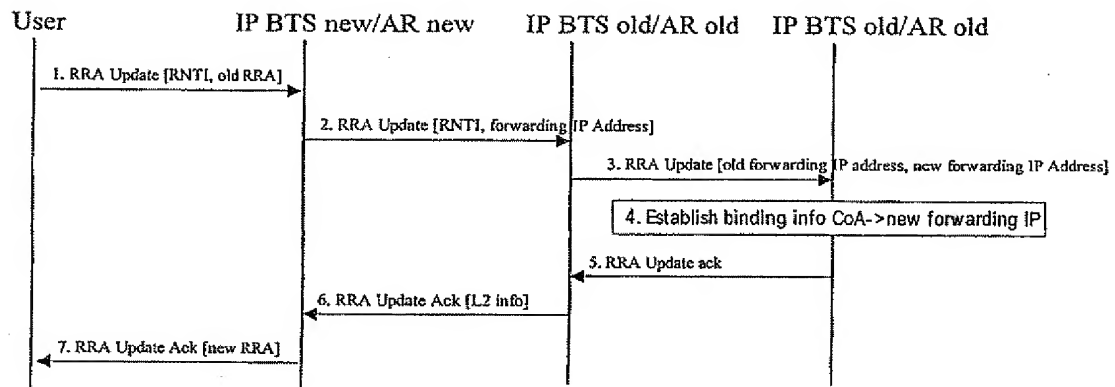 User
IP BTS new/AR new
IP BTS old/AR old
IP BTS old/AR old
1. RRA Update [RNTI, old RRA]
2. RRA Update [RNTI, forwarding IP Address]
3. RRA Update [old forwarding IP address, new forwarding IP Address]
4. Establish binding info CoA->new forwarding IP
5. RRA Update ack
6. RRA Update Ack [L2 info]
7. RRA Update Ack [new RRA]